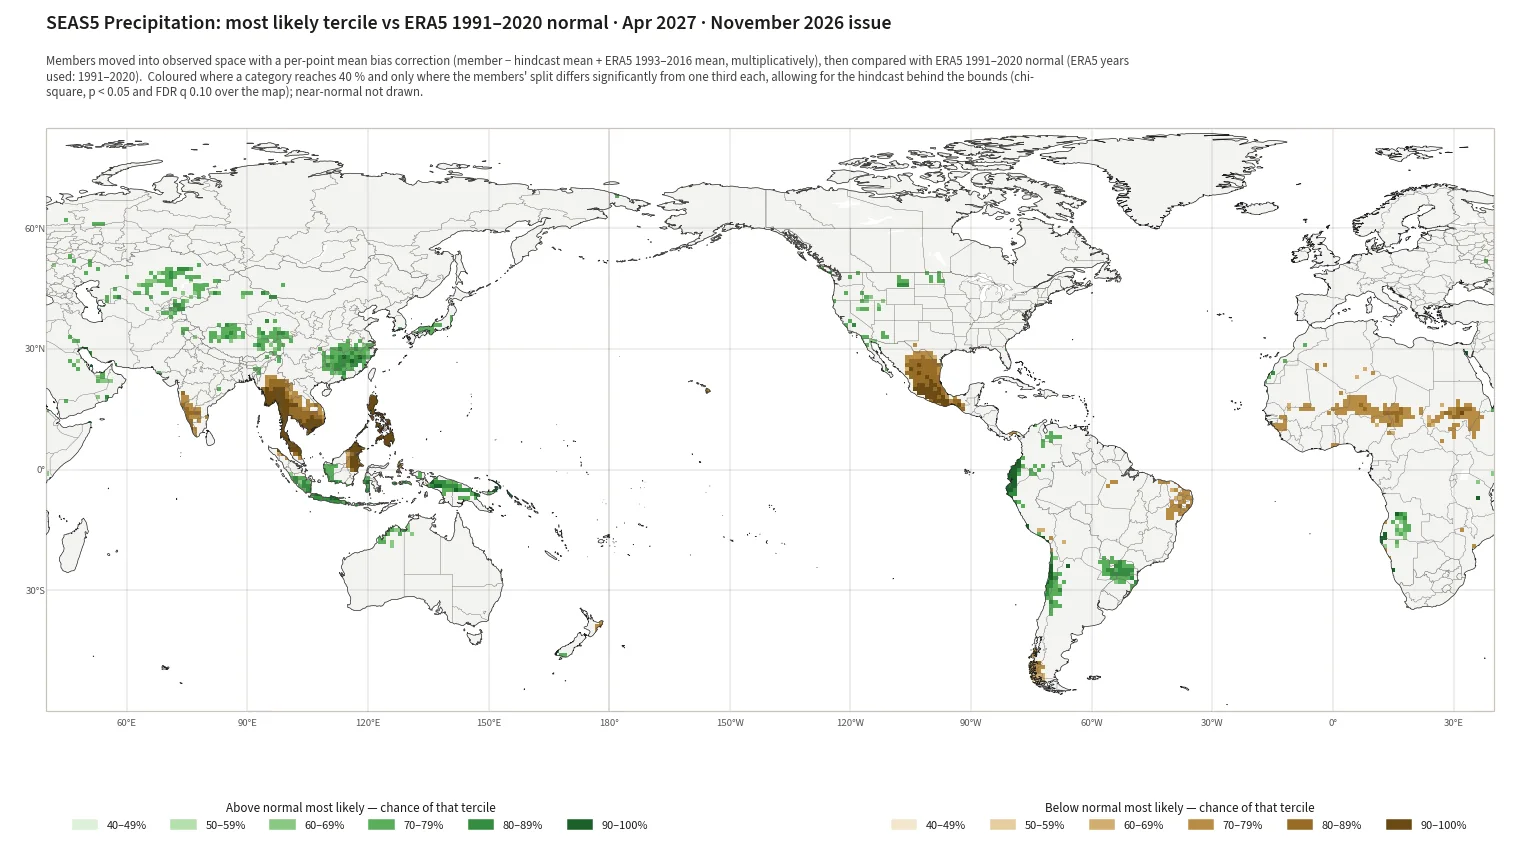 SEAS5 Precipitation: most likely tercile vs ERA5 1991–2020 normal · Apr 2027 · November 2026 issue
Members moved into observed space with a per-point mean bias correction (member − hindcast mean + ERA5 1993–2016 mean, multiplicatively), then compared with ERA5 1991–2020 normal (ERA5 years
used: 1991–2020).  Coloured where a category reaches 40 % and only where the members' split differs significantly from one third each, allowing for the hindcast behind the bounds (chi-
square, p < 0.05 and FDR q 0.10 over the map); near-normal not drawn.
60°N
30°N
0°
30°S
60°E 90°E 120°E 150°E 180° 150°W 120°W 90°W 60°W 30°W 0° 30°E
Above normal most likely — chance of that tercile
40–49% 50–59% 60–69% 70–79% 80–89% 90–100%
Below normal most likely — chance of that tercile
40–49% 50–59% 60–69% 70–79% 80–89% 90–100%